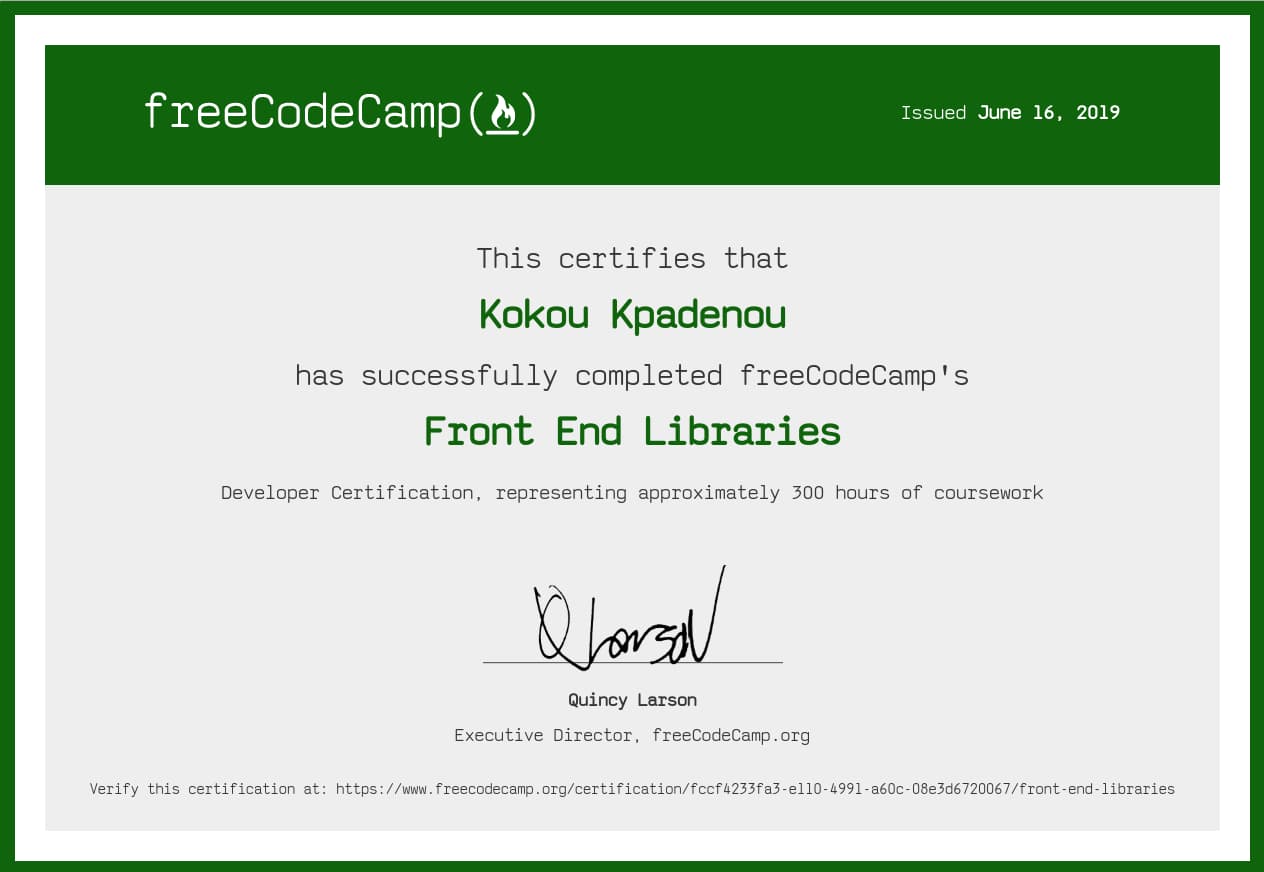 freeCodeCamp(🔥)
Issued June 16, 2019
This certifies that
Kokou Kpadenou
has successfully completed freeCodeCamp's
Front End Libraries
Developer Certification, representing approximately 300 hours of coursework
Q Larson
Quincy Larson
Executive Director, freeCodeCamp.org
Verify this certification at: https://www.freecodecamp.org/certification/fccf4233fa3-e110-4991-a60c-08e3d6720067/front-end-libraries